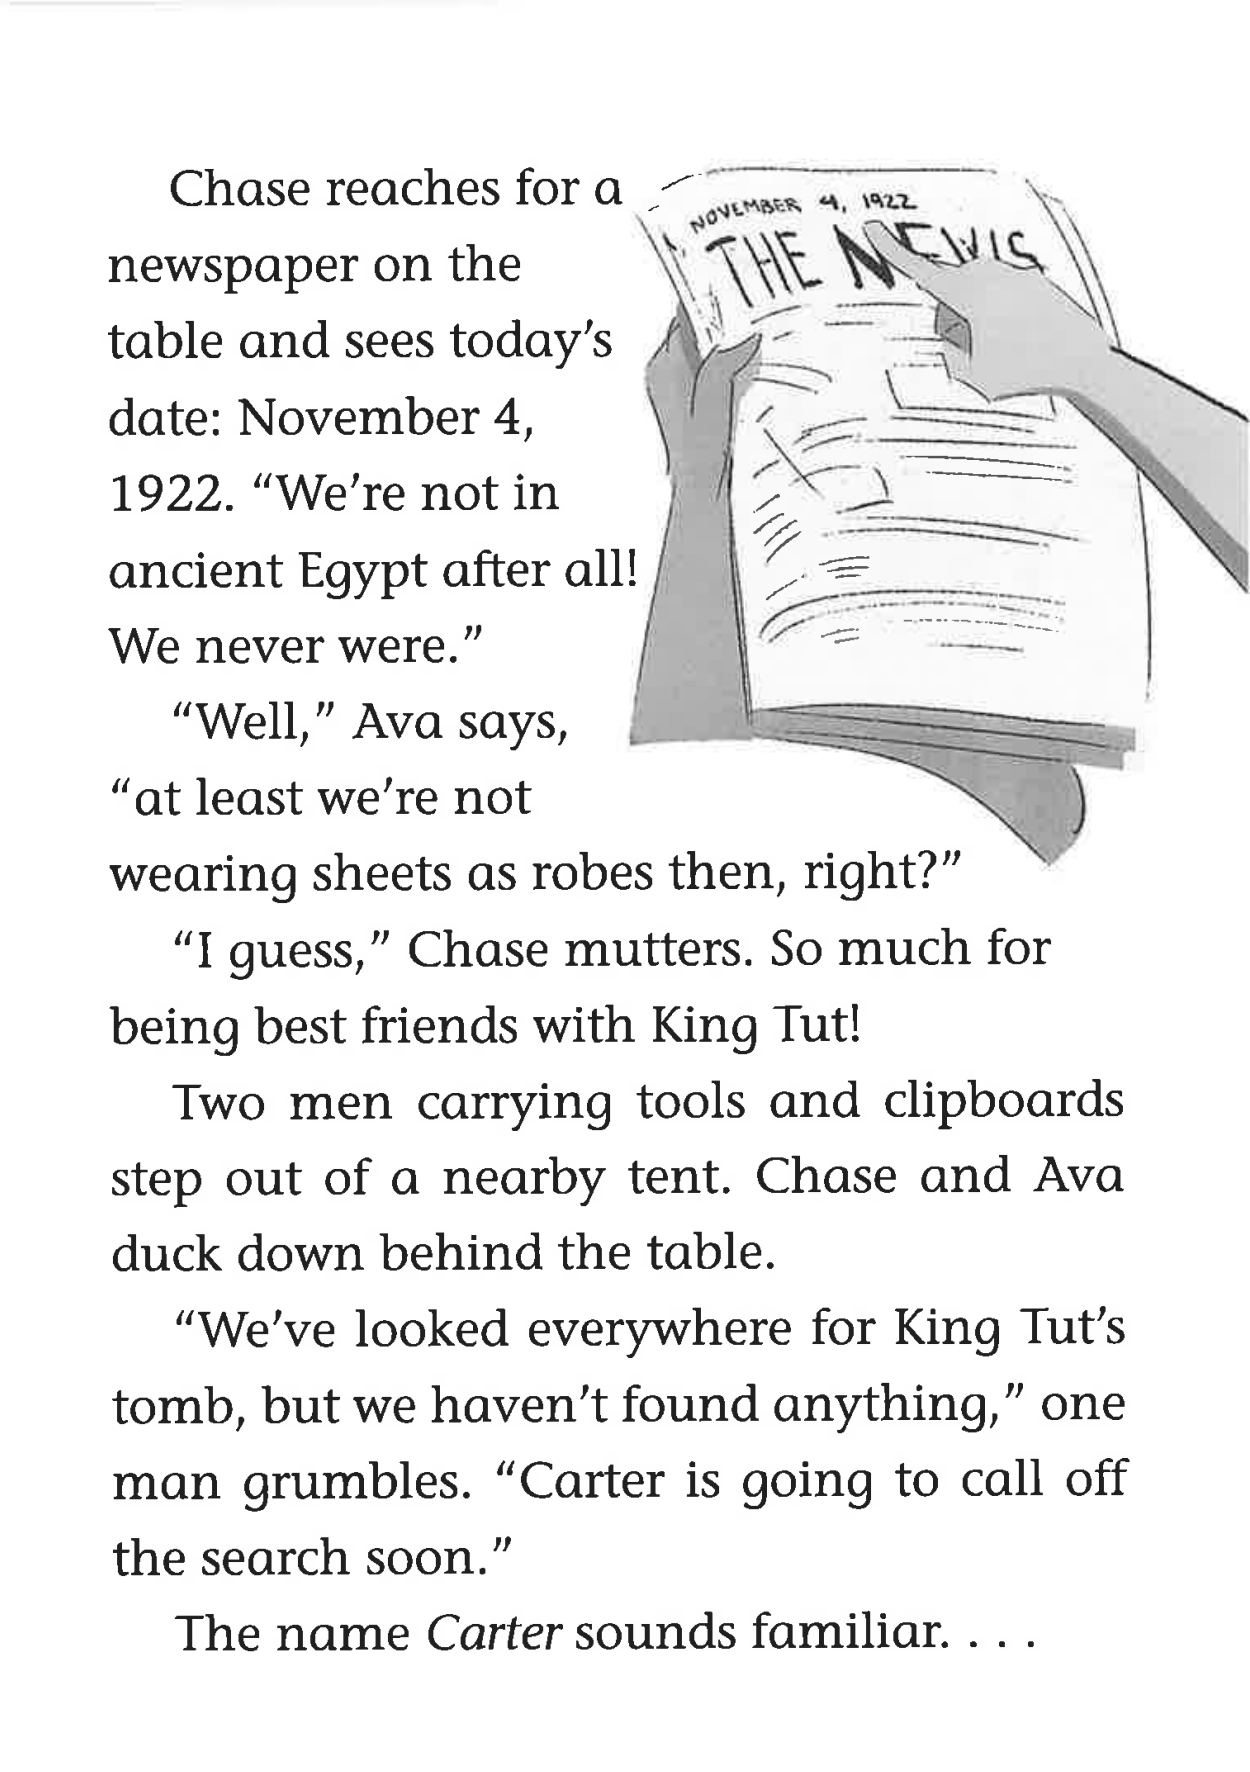 Chase reaches for a
newspaper on the
table and sees today's
date: November 4,
1922. “We're not in
ancient Egypt after all!
We never were.”
“Well,” Ava says,
“at least we're not
wearing sheets as robes then, right?”
“I guess,” Chase mutters. So much for
being best friends with King Tut!
Two men carrying tools and clipboards
step out of a nearby tent. Chase and Ava
duck down behind the table.
“We've looked everywhere for King Tut's
tomb, but we haven't found anything,” one
man grumbles. “Carter is going to call off
the search soon.”
The name Carter sounds familiar. . . .
NOVEMBER 4, 1922
THE NEWS